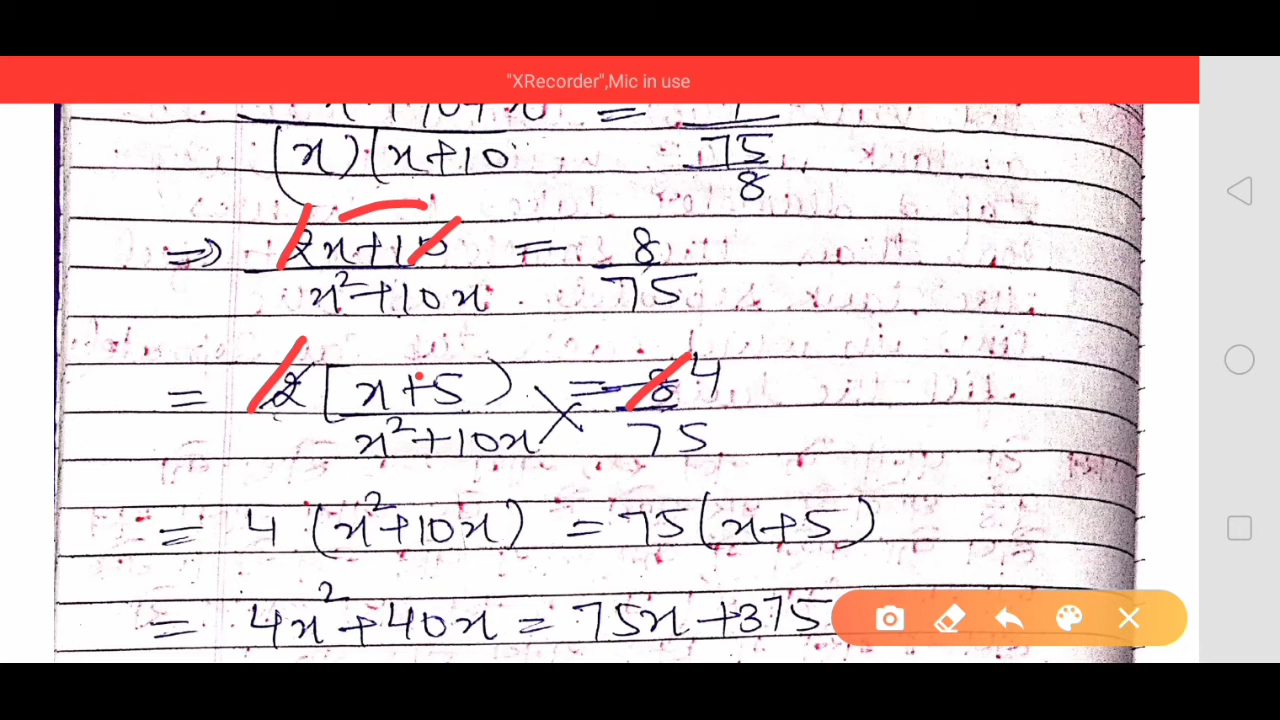 "XRecorder",Mic in use
(x)(x+10
75
8
⇒ 2x+10 = 8
x²+10x 75
= 2(x+5) = 8 4
x²+10x 75
= 4 (x²+10x) = 75(x+5)
= 4x²+40x = 75x+375